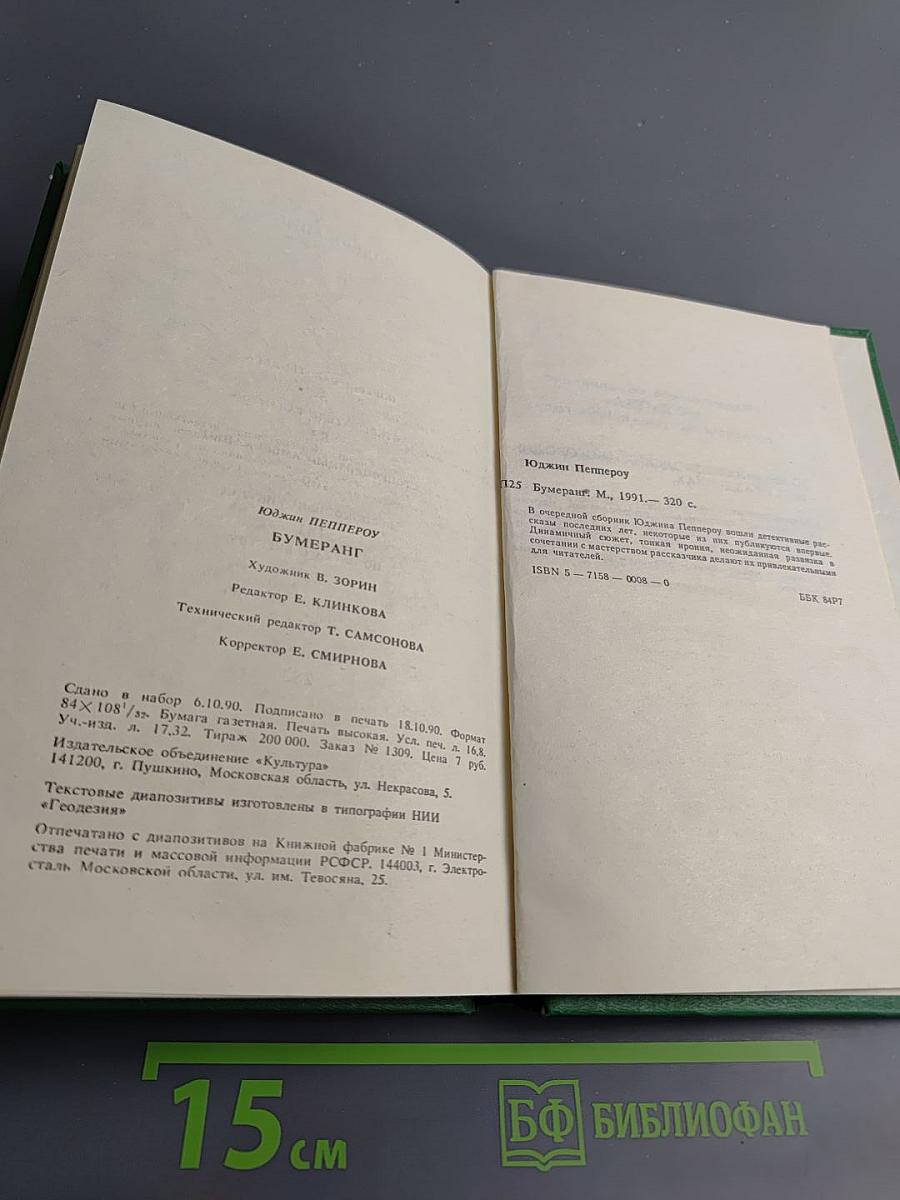 Юджин ПЕППЕРОУ
БУМЕРАНГ
Художник В. ЗОРИН
Редактор Е. КЛИНКОВА
Технический редактор Т. САМСОНОВА
Корректор Е. СМИРНОВА
Сдано в набор 6.10.90. Подписано в печать 18.10.90. Формат
84×108¹/₃₂. Бумага газетная. Печать высокая. Усл. печ. л. 16,8.
Уч.-изд. л. 17,32. Тираж 200 000. Заказ № 1309. Цена 7 руб.
Издательское объединение «Культура»
141200, г. Пушкино, Московская область, ул. Некрасова, 5.
Текстовые диапозитивы изготовлены в типографии НИИ
«Геодезия»
Отпечатано с диапозитивов на Книжной фабрике № 1 Министер-
ства печати и массовой информации РСФСР. 144003, г. Электро-
сталь Московской области, ул. им. Тевосяна, 25.
Юджин Пеппероу
П25 Бумеранг. М., 1991.— 320 с.
В очередной сборник Юджина Пеппероу вошли детективные рас-
сказы последних лет, некоторые из них публикуются впервые.
Динамичный сюжет, тонкая ирония, неожиданная развязка в
сочетании с мастерством рассказчика делают их привлекательными
для читателей.
ISBN 5 — 7158 — 0008 — 0
ББК 84Р7
15 см
БФ БИБЛИОФАН